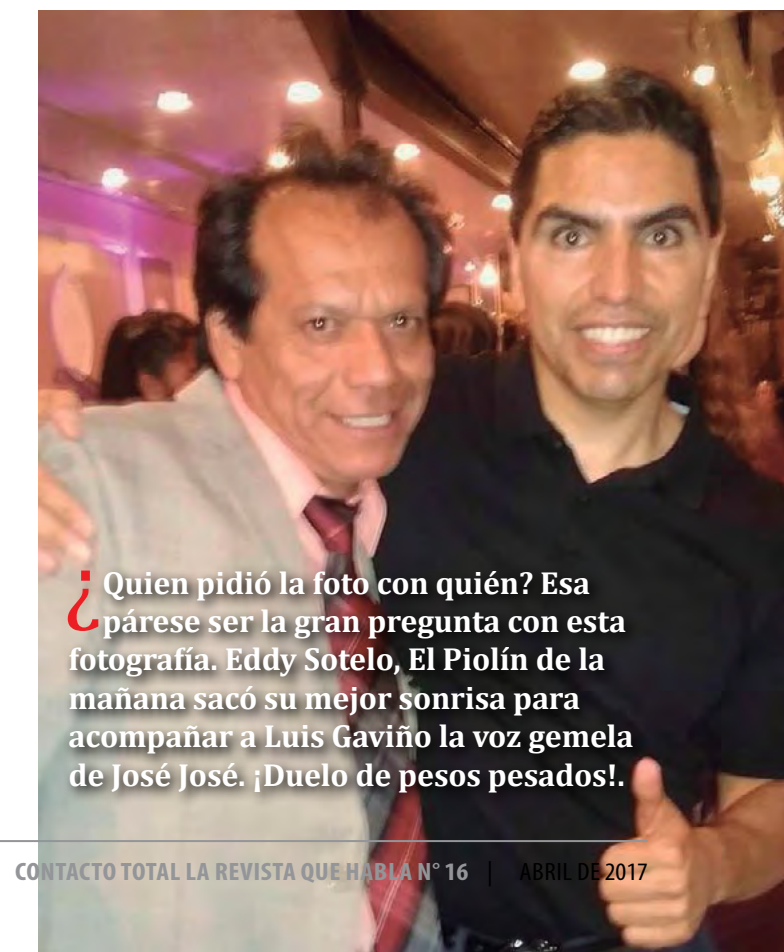 ¿Quien pidió la foto con quién? Esa
párese ser la gran pregunta con esta
fotografía. Eddy Sotelo, El Piolín de la
mañana sacó su mejor sonrisa para
acompañar a Luis Gaviño la voz gemela
de José José. ¡Duelo de pesos pesados!.
CONTACTO TOTAL LA REVISTA QUE HABLA N° 16 | ABRIL DE 2017